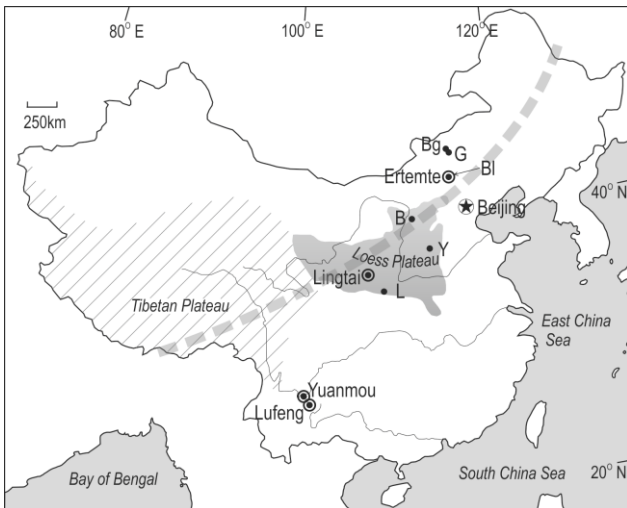 80° E
100° E
120° E
250km
Bg
G
Ertemte
Bl
40° N
Beijing
B
Y
Loess Plateau
Lingtai
L
Tibetan Plateau
East China
Sea
Yuanmou
Lufeng
Bay of Bengal
South China Sea
20° N